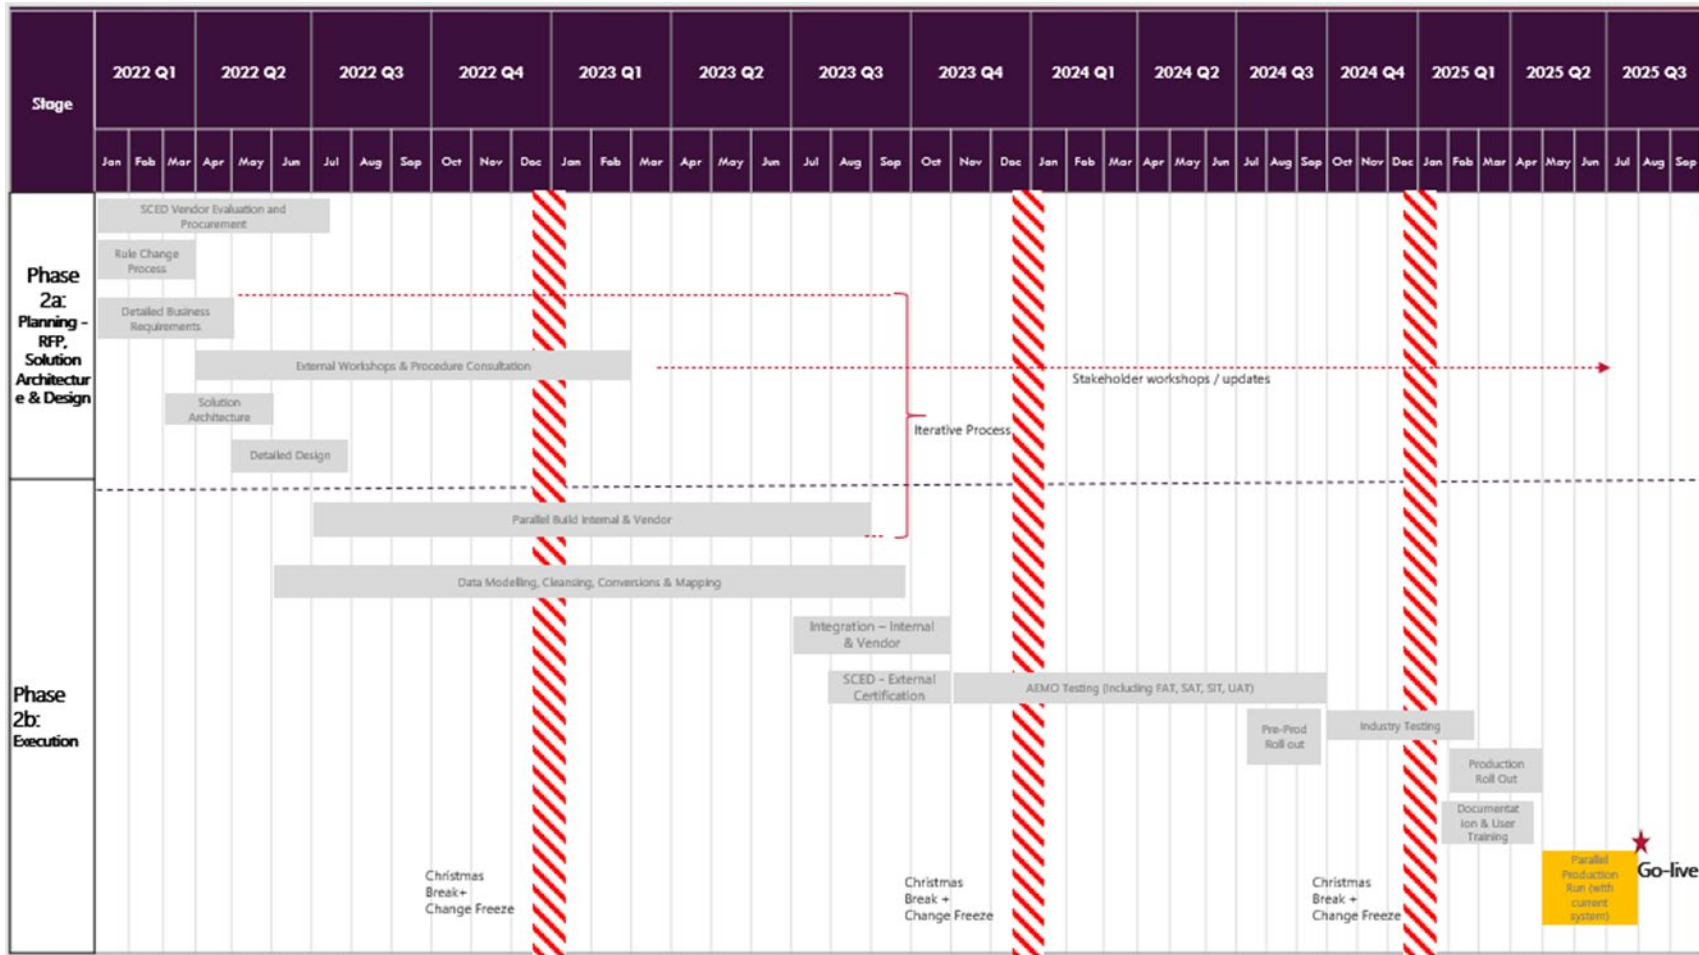 Stage
2022 Q1 2022 Q2 2022 Q3 2022 Q4 2023 Q1 2023 Q2 2023 Q3 2023 Q4 2024 Q1 2024 Q2 2024 Q3 2024 Q4 2025 Q1 2025 Q2 2025 Q3
Jan Feb Mar Apr May Jun Jul Aug Sep Oct Nov Dec Jan Feb Mar Apr May Jun Jul Aug Sep Oct Nov Dec Jan Feb Mar Apr May Jun Jul Aug Sep Oct Nov Dec Jan Feb Mar Apr May Jun Jul Aug Sep
Phase
2a:
Planning –
RFP,
Solution
Architectur
e & Design
SCED Vendor Evaluation and
Procurement
Rule Change
Process
Detailed Business
Requirements
External Workshops & Procedure Consultation
Stakeholder workshops / updates
Solution
Architecture
Iterative Process
Detailed Design
Phase
2b:
Execution
Parallel Build Internal & Vendor
Data Modelling, Cleansing, Conversions & Mapping
Integration – Internal
& Vendor
SCED - External
Certification
AEMO Testing (Including FAT, SAT, SIT, UAT)
Pre-Prod
Roll out
Industry Testing
Production
Roll Out
Documentat
ion & User
Training
Parallel
Production
Run (with
current
system)
Go-live
Christmas
Break+
Change Freeze
Christmas
Break +
Change Freeze
Christmas
Break +
Change Freeze